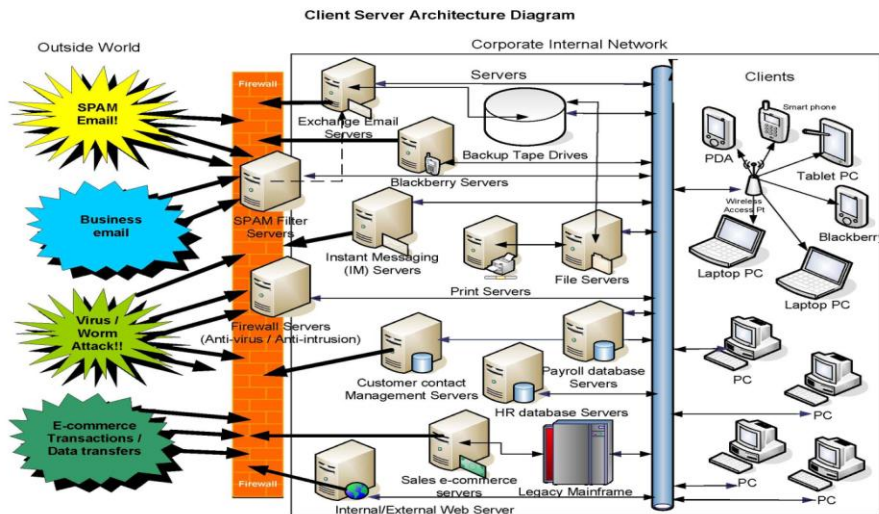 Client Server Architecture Diagram
Outside World
Corporate Internal Network
Firewall
Servers
Clients
SPAM
Email!
Exchange Email
Servers
Smart phone
PDA
Tablet PC
Backup Tape Drives
Blackberry Servers
Wireless
Access Pt
Blackberry
SPAM Filter
Servers
Business
email
Instant Messaging
(IM) Servers
File Servers
Laptop PC
Laptop PC
Print Servers
Virus /
Worm
Attack!!
Firewall Servers
(Anti-virus / Anti-intrusion)
Customer contact
Management Servers
Payroll database
Servers
PC
PC
HR database Servers
E-commerce
Transactions /
Data transfers
Sales e-commerce
servers
Legacy Mainframe
Firewall
Internal/External Web Server
PC
PC